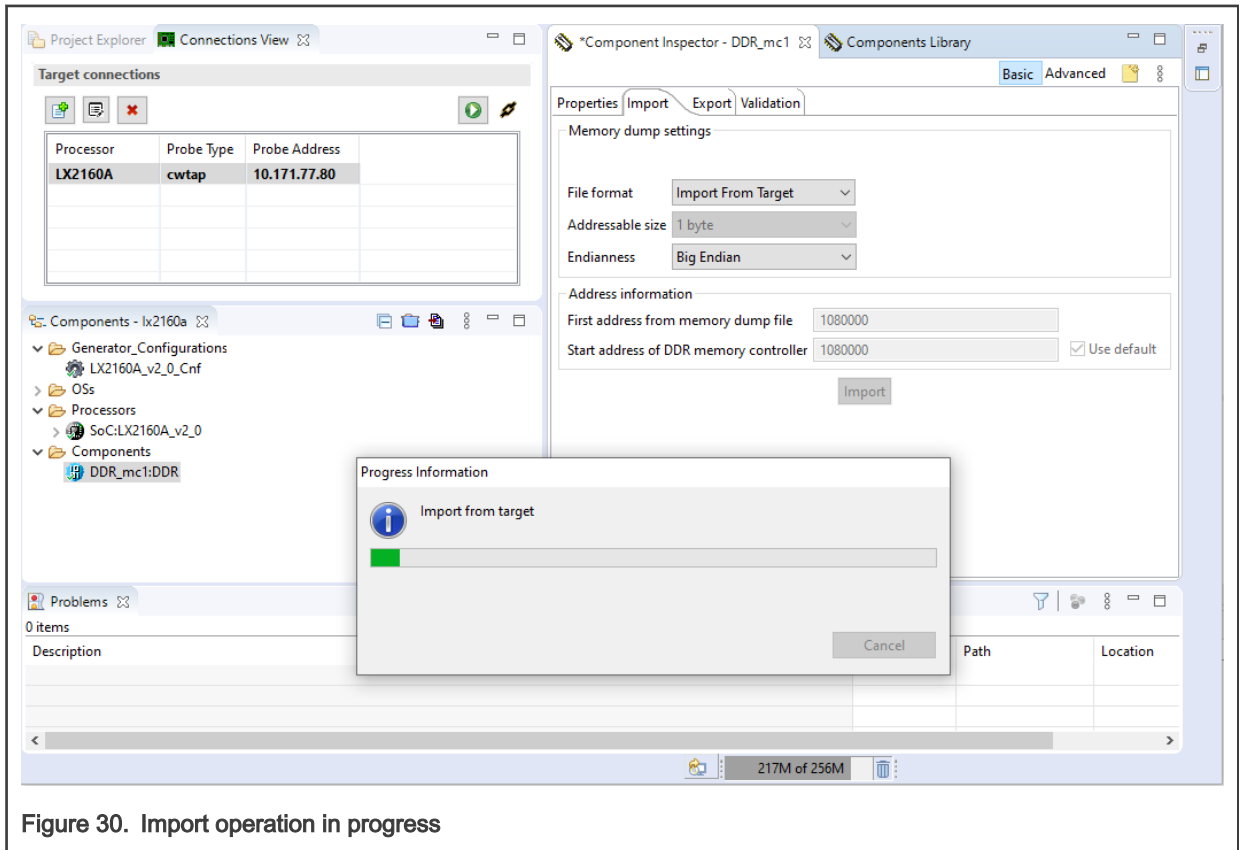 Project Explorer Connections View
Target connections
Processor Probe Type Probe Address
LX2160A cwtap 10.171.77.80
*Component Inspector - DDR_mc1 Components Library
Basic Advanced
Properties Import Export Validation
Memory dump settings
File format Import From Target
Addressable size 1 byte
Endianness Big Endian
Address information
First address from memory dump file 1080000
Start address of DDR memory controller 1080000 Use default
Import
Components - lx2160a
Generator_Configurations
LX2160A_v2_0_Cnf
OSs
Processors
SoC:LX2160A_v2_0
Components
DDR_mc1:DDR
Progress Information
Import from target
Cancel
Problems
0 items
Description Path Location
217M of 256M
Figure 30. Import operation in progress